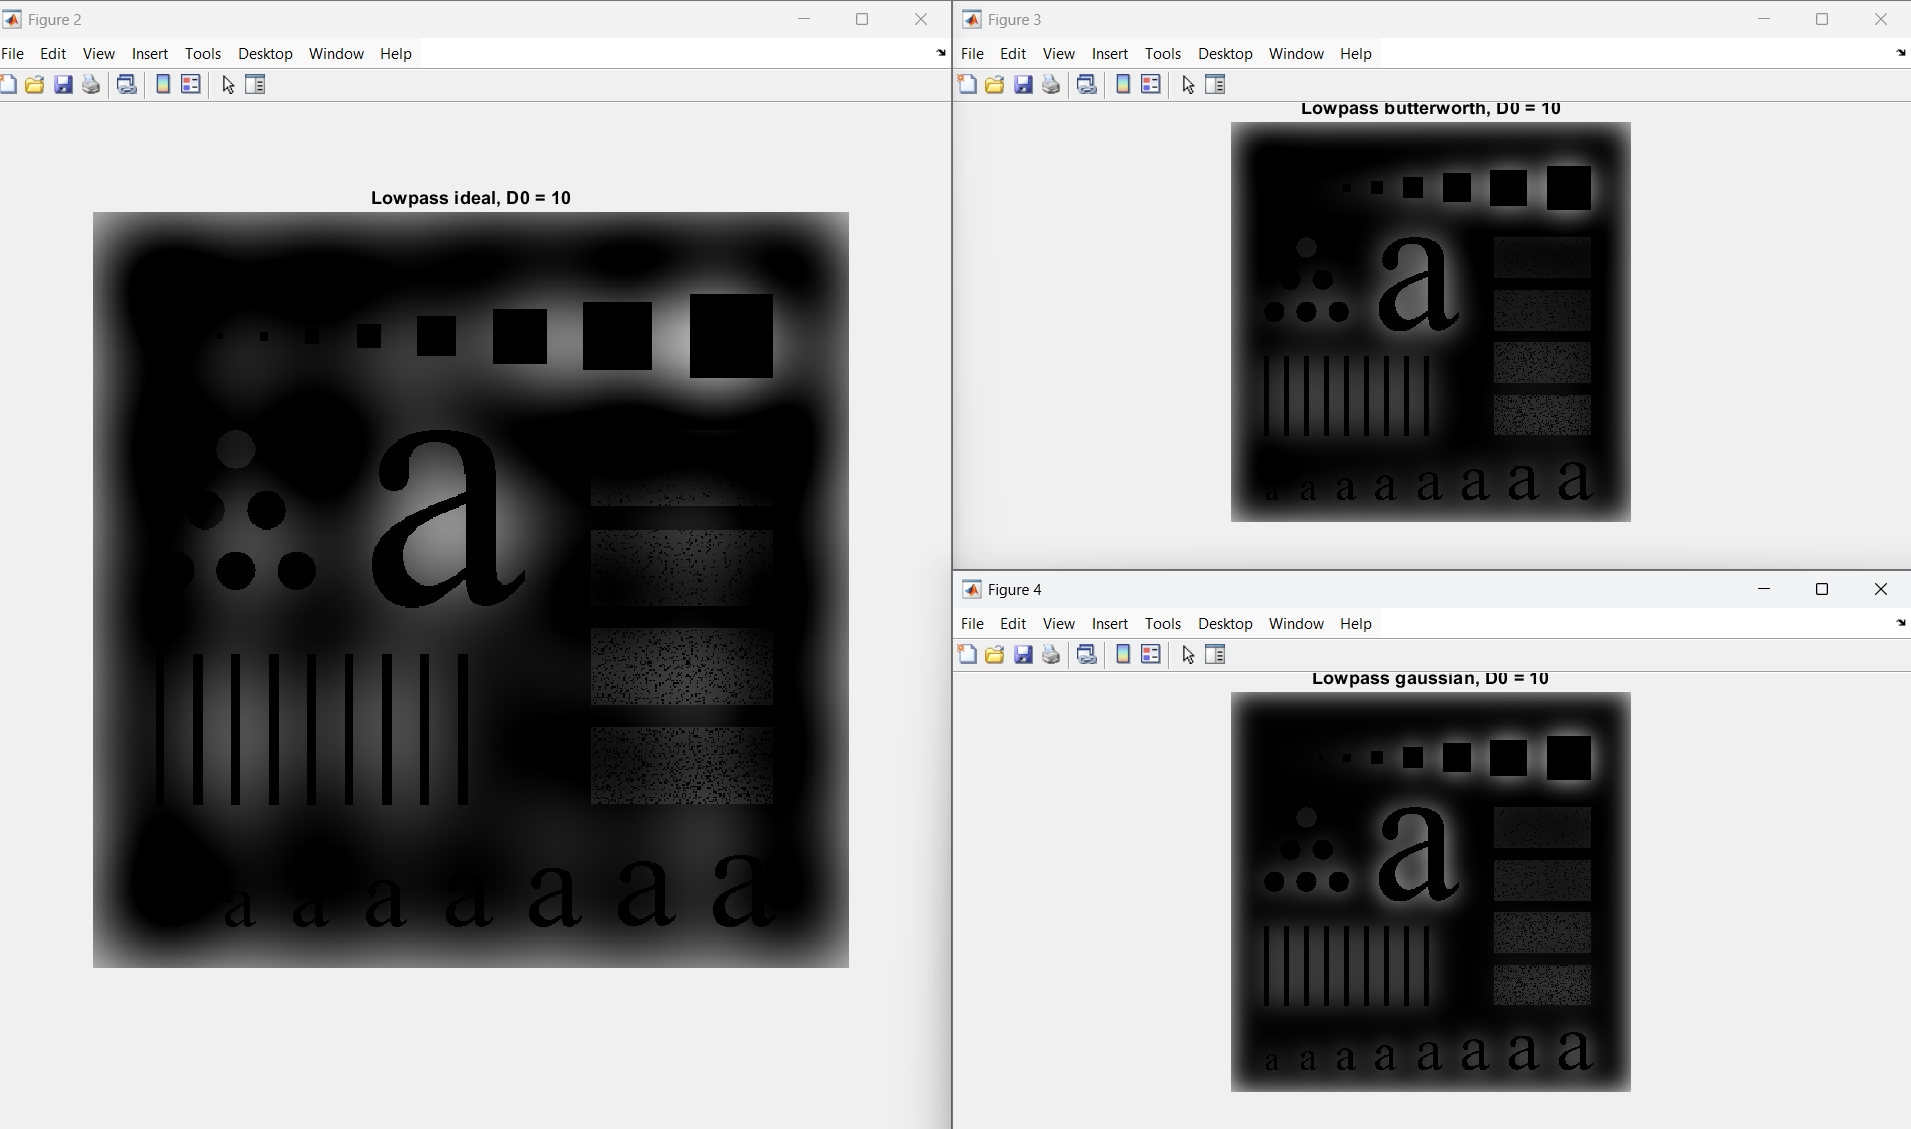 Figure 2
File Edit View Insert Tools Desktop Window Help
Lowpass ideal, D0 = 10
a
a a a a a a a
Figure 3
File Edit View Insert Tools Desktop Window Help
Lowpass butterworth, D0 = 10
a
a a a a a a a a
Figure 4
File Edit View Insert Tools Desktop Window Help
Lowpass gaussian, D0 = 10
a
a a a a a a a a